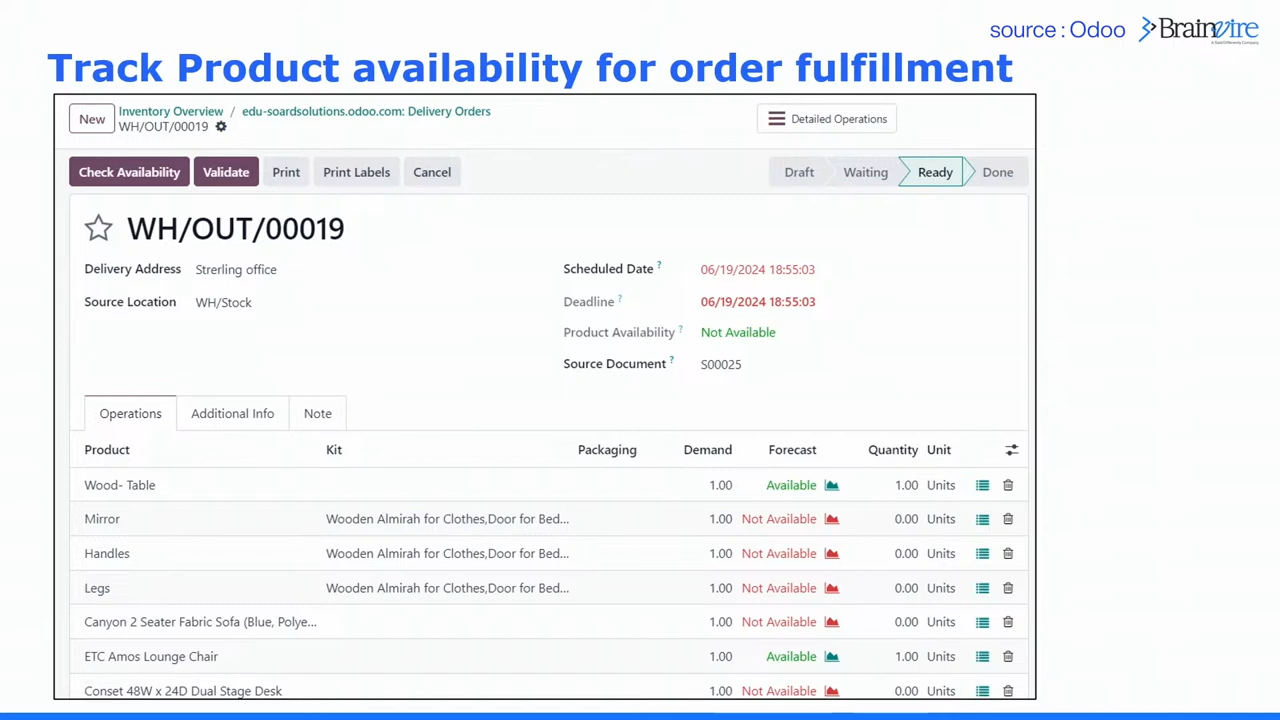 source : Odoo
Brainvire
Track Product availability for order fulfillment
New
Inventory Overview / edu-soardsolutions.odoo.com: Delivery Orders
WH/OUT/00019
Detailed Operations
Check Availability Validate Print Print Labels Cancel Draft Waiting Ready Done
WH/OUT/00019
Delivery Address Strerling office Scheduled Date ? 06/19/2024 18:55:03
Source Location WH/Stock Deadline ? 06/19/2024 18:55:03
Product Availability ? Not Available
Source Document ? S00025
Operations Additional Info Note
Product Kit Packaging Demand Forecast Quantity Unit
Wood- Table 1.00 Available 1.00 Units
Mirror Wooden Almirah for Clothes,Door for Bed... 1.00 Not Available 0.00 Units
Handles Wooden Almirah for Clothes,Door for Bed... 1.00 Not Available 0.00 Units
Legs Wooden Almirah for Clothes,Door for Bed... 1.00 Not Available 0.00 Units
Canyon 2 Seater Fabric Sofa (Blue, Polye... 1.00 Not Available 0.00 Units
ETC Amos Lounge Chair 1.00 Available 1.00 Units
Conset 48W x 24D Dual Stage Desk 1.00 Not Available 0.00 Units